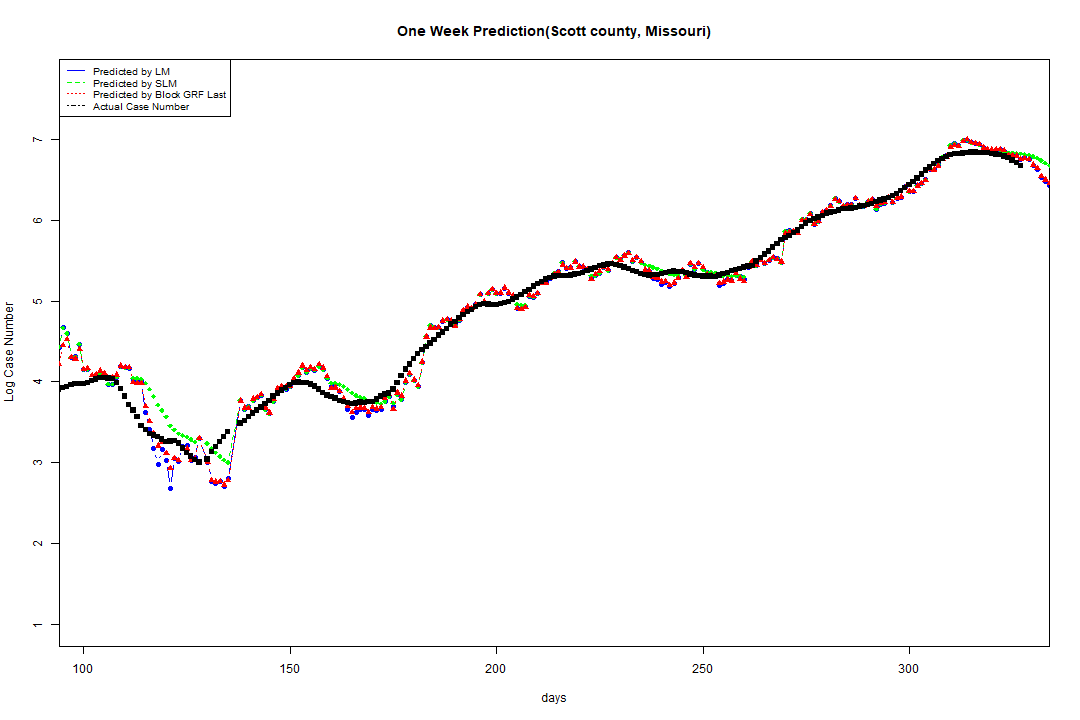 One Week Prediction(Scott county, Missouri)
Predicted by LM
Predicted by SLM
Predicted by Block GRF Last
Actual Case Number
Log Case Number
7
6
5
4
3
2
1
100 150 200 250 300
days